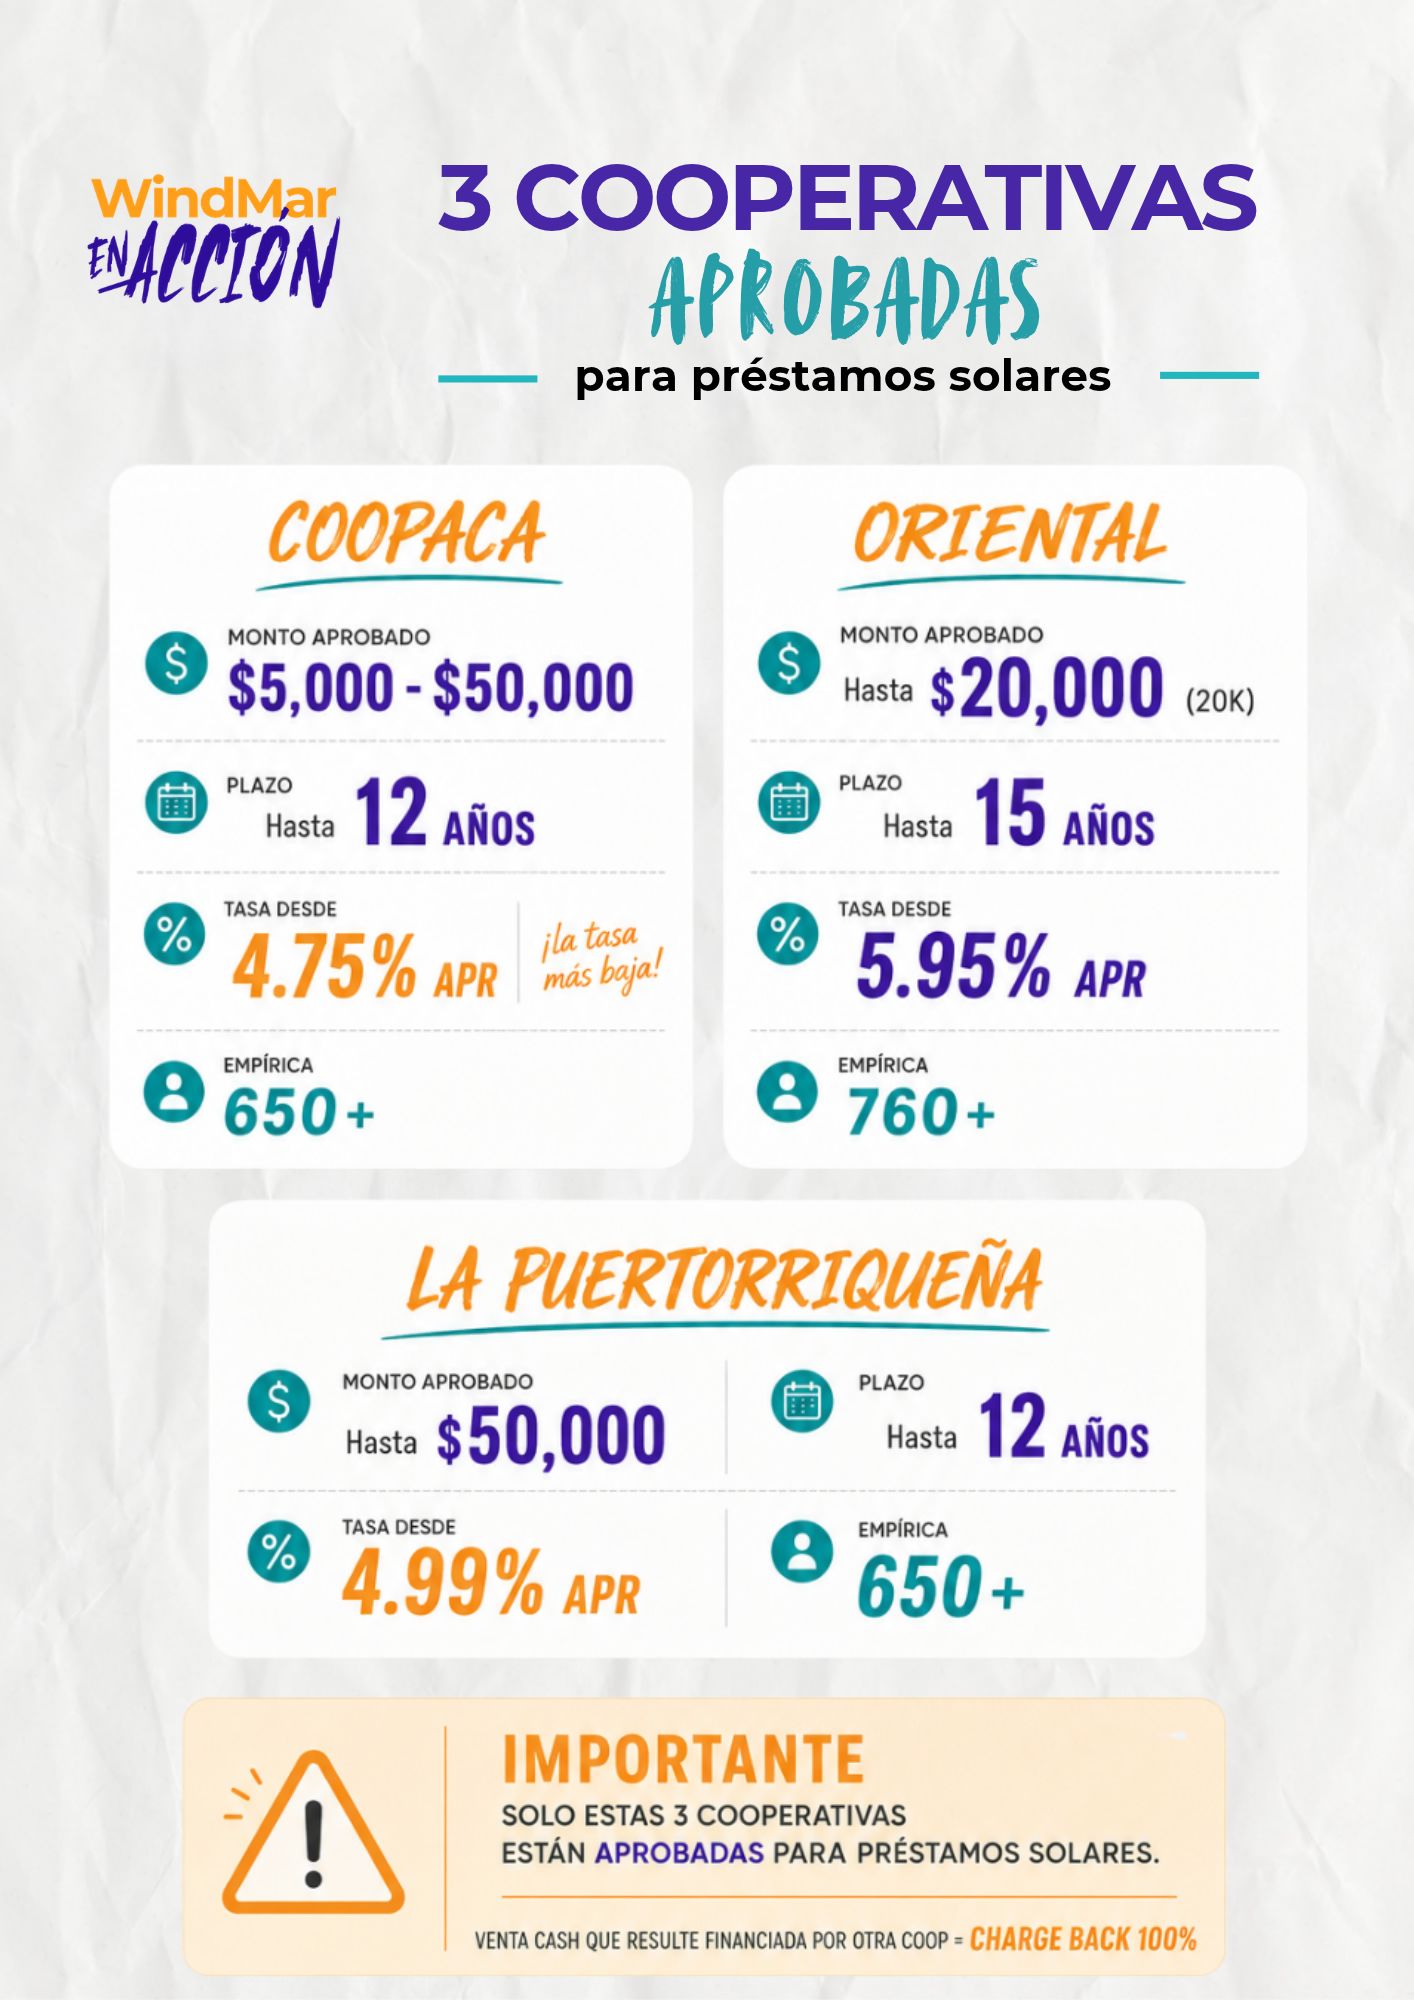 WindMar
EN ACCIÓN
3 COOPERATIVAS
APROBADAS
para préstamos solares
COOPACA
$
MONTO APROBADO
$5,000 - $50,000
PLAZO
Hasta 12 AÑOS
%
TASA DESDE
4.75% APR
¡la tasa
más baja!
EMPÍRICA
650+
ORIENTAL
$
MONTO APROBADO
Hasta $20,000 (20K)
PLAZO
Hasta 15 AÑOS
%
TASA DESDE
5.95% APR
EMPÍRICA
760+
LA PUERTORRIQUEÑA
$
MONTO APROBADO
Hasta $50,000
PLAZO
Hasta 12 AÑOS
%
TASA DESDE
4.99% APR
EMPÍRICA
650+
!
IMPORTANTE
SOLO ESTAS 3 COOPERATIVAS
ESTÁN APROBADAS PARA PRÉSTAMOS SOLARES.
VENTA CASH QUE RESULTE FINANCIADA POR OTRA COOP = CHARGE BACK 100%